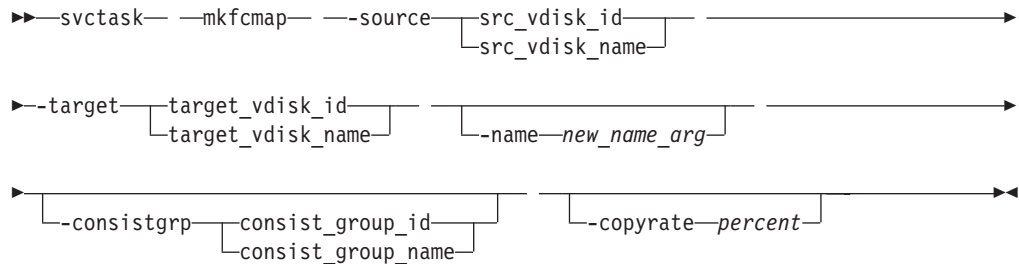 svctask mkfcmap -source src_vdisk_id
src_vdisk_name
-target target_vdisk_id
target_vdisk_name -name new_name_arg
-consistgrp consist_group_id -copyrate percent
consist_group_name